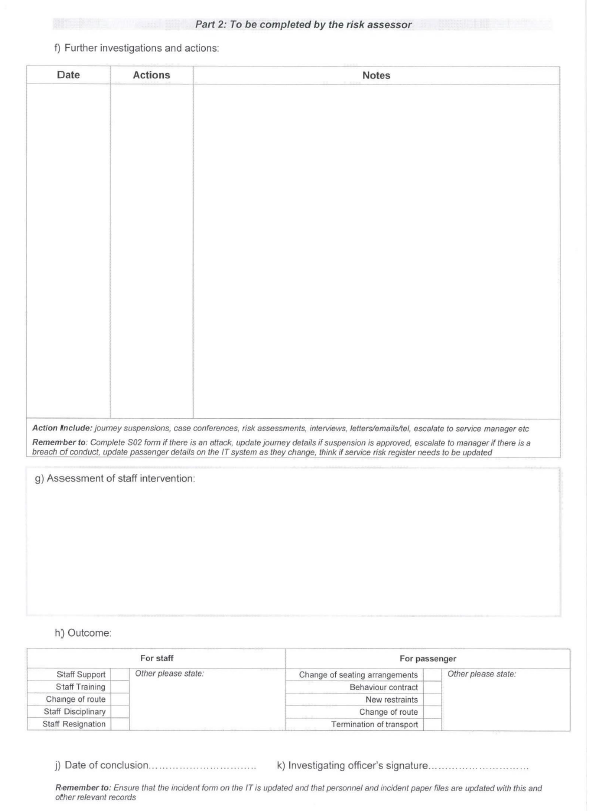 Part 2: To be completed by the risk assessor
f) Further investigations and actions:
Date Actions Notes
Action Include: journey suspensions, case conferences, risk assessments, interviews, letters/emails/tel, escalate to service manager etc
Remember to: Complete S02 form if there is an attack, update journey details if suspension is approved, escalate to manager if there is a
breach of conduct, update passenger details on the IT system as they change, think if service risk register needs to be updated
g) Assessment of staff intervention:
h) Outcome:
For staff For passenger
Staff Support Other please state: Change of seating arrangements Other please state:
Staff Training Behaviour contract
Change of route New restraints
Staff Disciplinary Change of route
Staff Resignation Termination of transport
j) Date of conclusion............................... k) Investigating officer's signature..............................
Remember to: Ensure that the incident form on the IT is updated and that personnel and incident paper files are updated with this and
other relevant records